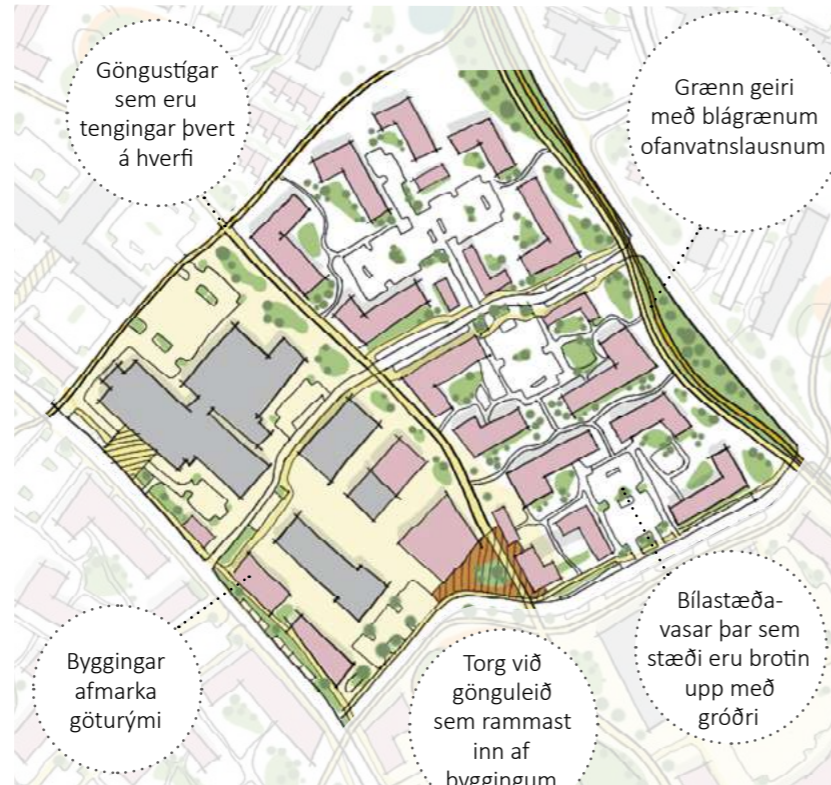 Göngustígar
sem eru
tengingar þvert
á hverfi
Grænn geiri
með blágrænum
ofanvatnslausnum
Byggingar
afmarka
göturými
Torg við
gönguleið
sem rammast
inn af
byggingum
Bílastæða-
vasar þar sem
stæði eru brotin
upp með
gróðri